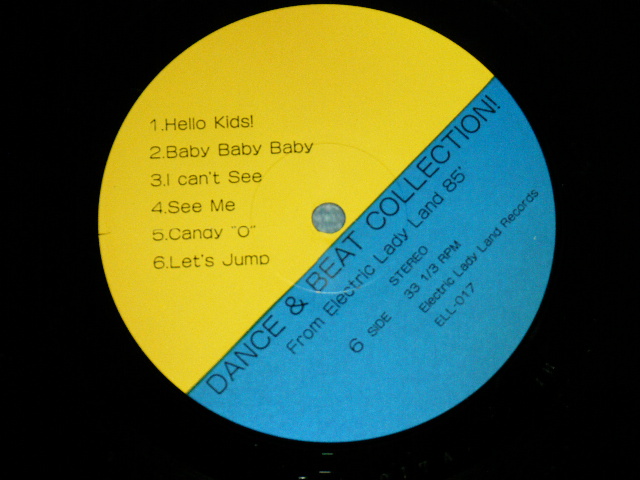 1.Hello Kids!
2.Baby Baby Baby
3.I can't See
4.See Me
5.Candy "O"
6.Let's Jump
DANCE & BEAT COLLECTION!
From Electric Lady Land 85'
6 SIDE
STEREO
33 1/3 RPM
Electric Lady Land Records
ELL-017